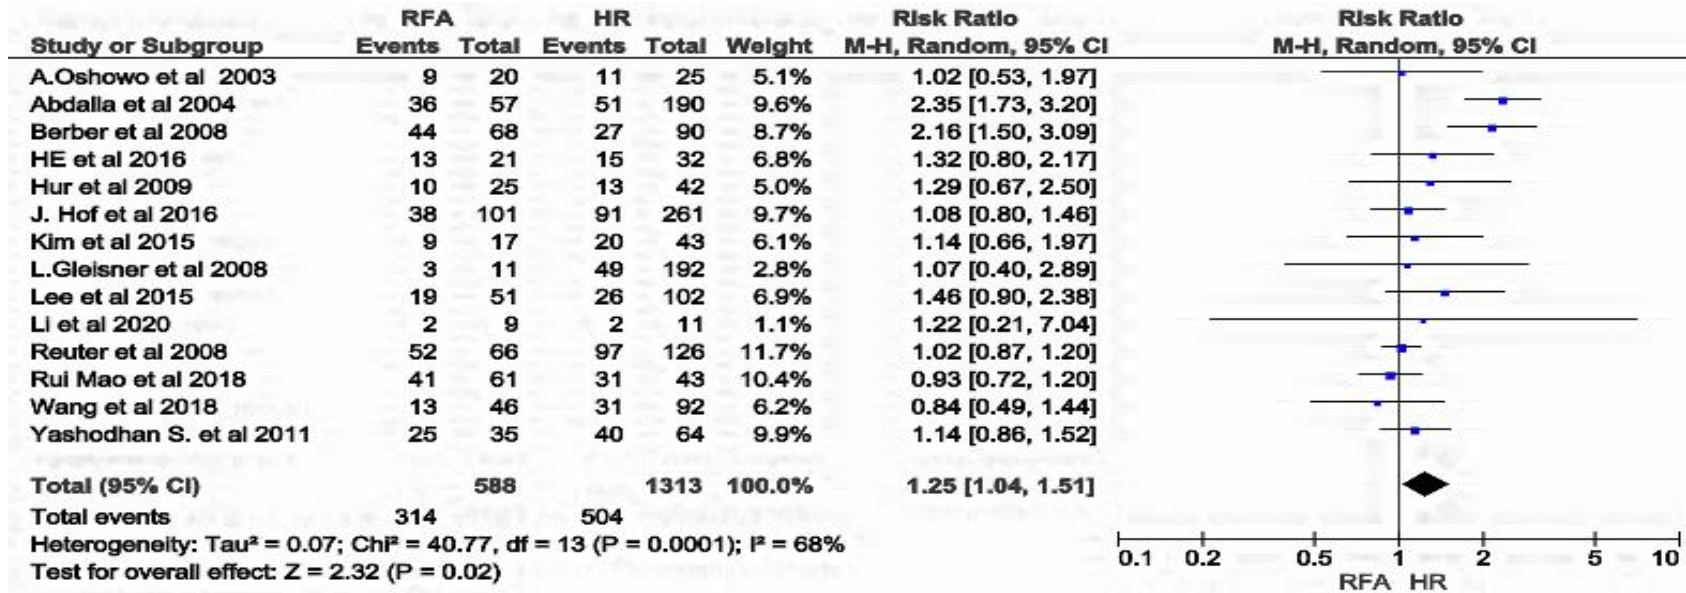 RFA HR Risk Ratio Risk Ratio
Study or Subgroup Events Total Events Total Weight M-H, Random, 95% CI M-H, Random, 95% CI
A.Oshowo et al 2003 9 20 11 25 5.1% 1.02 [0.53, 1.97]
Abdalla et al 2004 36 57 51 190 9.6% 2.35 [1.73, 3.20]
Berber et al 2008 44 68 27 90 8.7% 2.16 [1.50, 3.09]
HE et al 2016 13 21 15 32 6.8% 1.32 [0.80, 2.17]
Hur et al 2009 10 25 13 42 5.0% 1.29 [0.67, 2.50]
J. Hof et al 2016 38 101 91 261 9.7% 1.08 [0.80, 1.46]
Kim et al 2015 9 17 20 43 6.1% 1.14 [0.66, 1.97]
L.Gleisner et al 2008 3 11 49 192 2.8% 1.07 [0.40, 2.89]
Lee et al 2015 19 51 26 102 6.9% 1.46 [0.90, 2.38]
Li et al 2020 2 9 2 11 1.1% 1.22 [0.21, 7.04]
Reuter et al 2008 52 66 97 126 11.7% 1.02 [0.87, 1.20]
Rui Mao et al 2018 41 61 31 43 10.4% 0.93 [0.72, 1.20]
Wang et al 2018 13 46 31 92 6.2% 0.84 [0.49, 1.44]
Yashodhan S. et al 2011 25 35 40 64 9.9% 1.14 [0.86, 1.52]
Total (95% CI) 588 1313 100.0% 1.25 [1.04, 1.51]
Total events 314 504
Heterogeneity: Tau² = 0.07; Chi² = 40.77, df = 13 (P = 0.0001); I² = 68%
Test for overall effect: Z = 2.32 (P = 0.02)
0.1 0.2 0.5 1 2 5 10
RFA HR